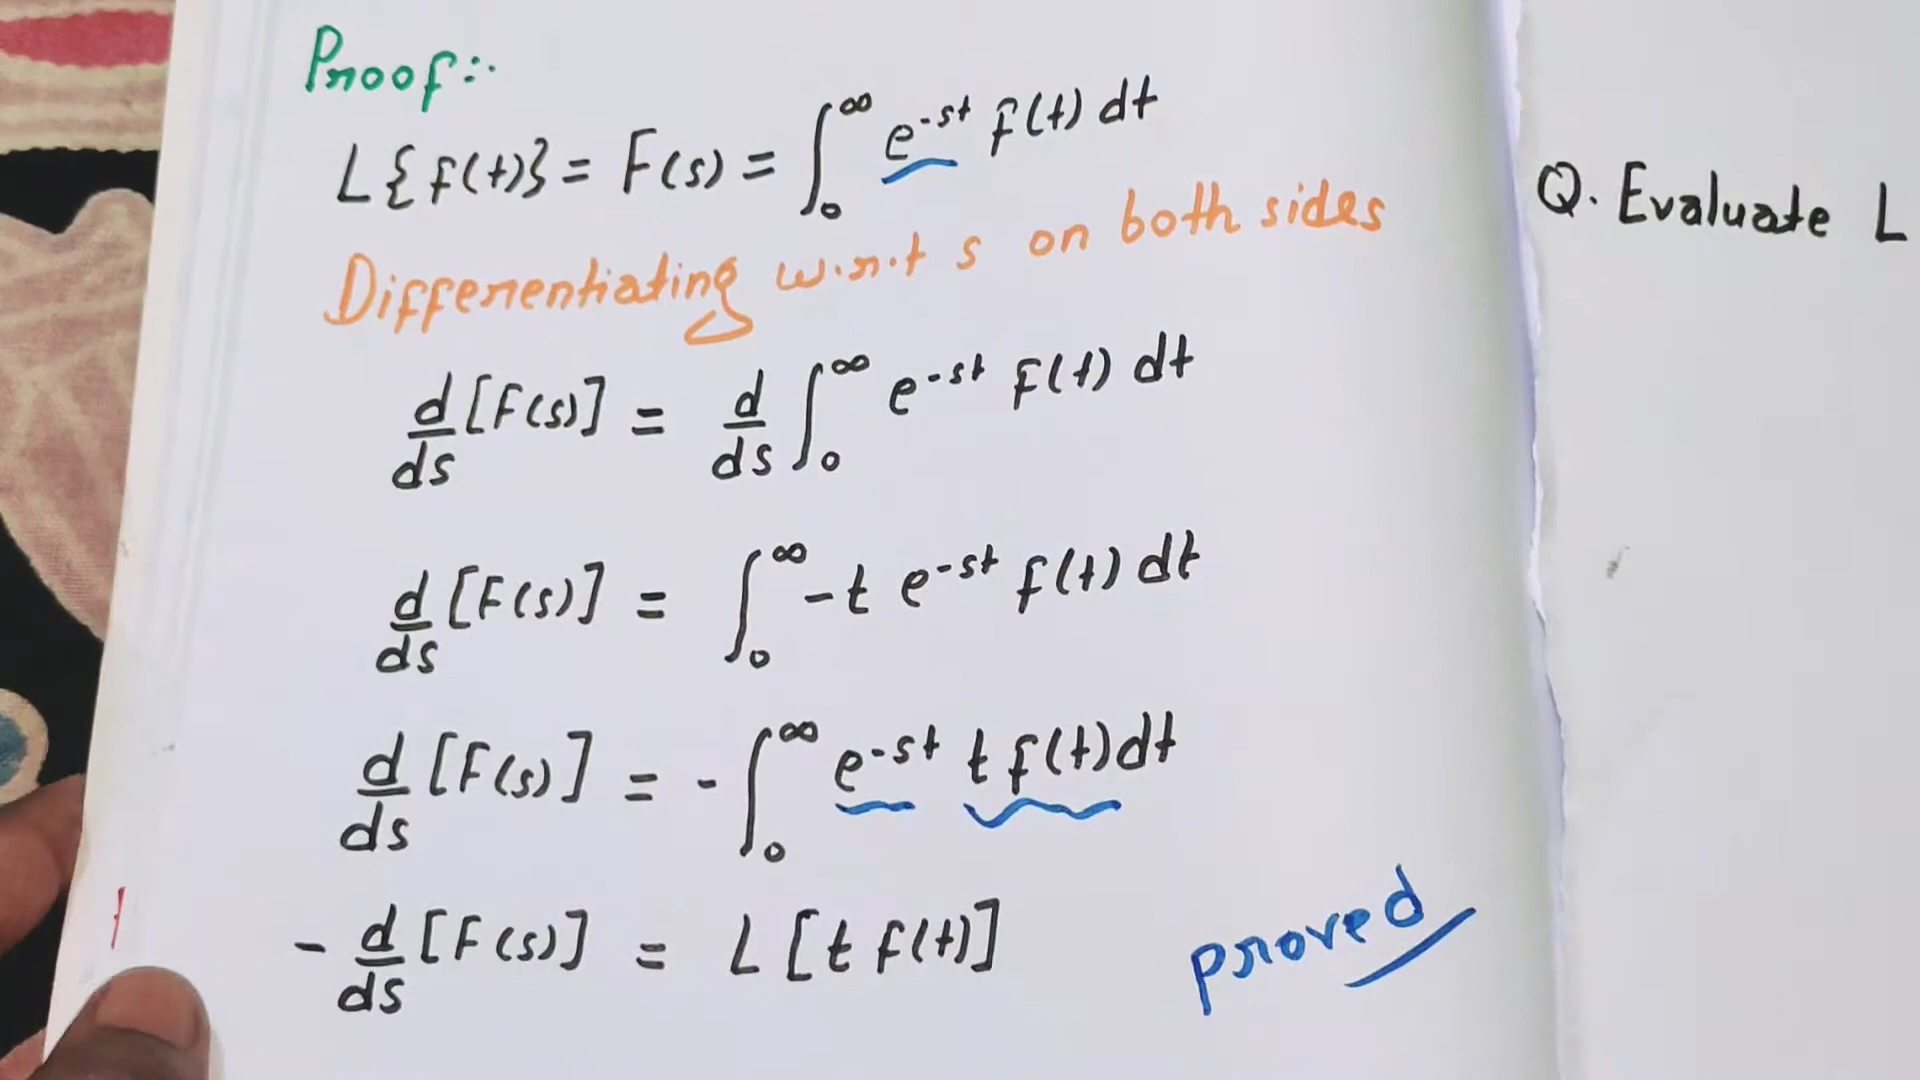 Proof:-
L{f(t)} = F(s) = ∫₀^∞ e^-st f(t) dt
Differentiating w.r.t s on both sides
d/ds [F(s)] = d/ds ∫₀^∞ e^-st f(t) dt
d/ds [F(s)] = ∫₀^∞ -t e^-st f(t) dt
d/ds [F(s)] = - ∫₀^∞ e^-st t f(t) dt
- d/ds [F(s)] = L [t f(t)]
proved
Q. Evaluate L